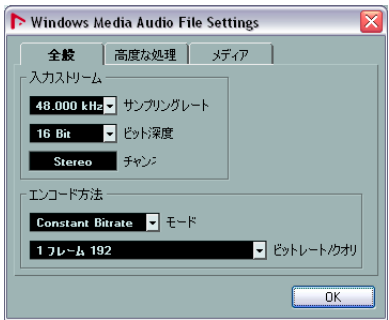 Windows Media Audio File Settings
全般 高度な処理 メディア
入力ストリーム
48.000 kHz サンプリングレート
16 Bit ビット深度
Stereo チャンネ
エンコード方法
Constant Bitrate モード
1 フレーム 192 ビットレート/クオリ
OK